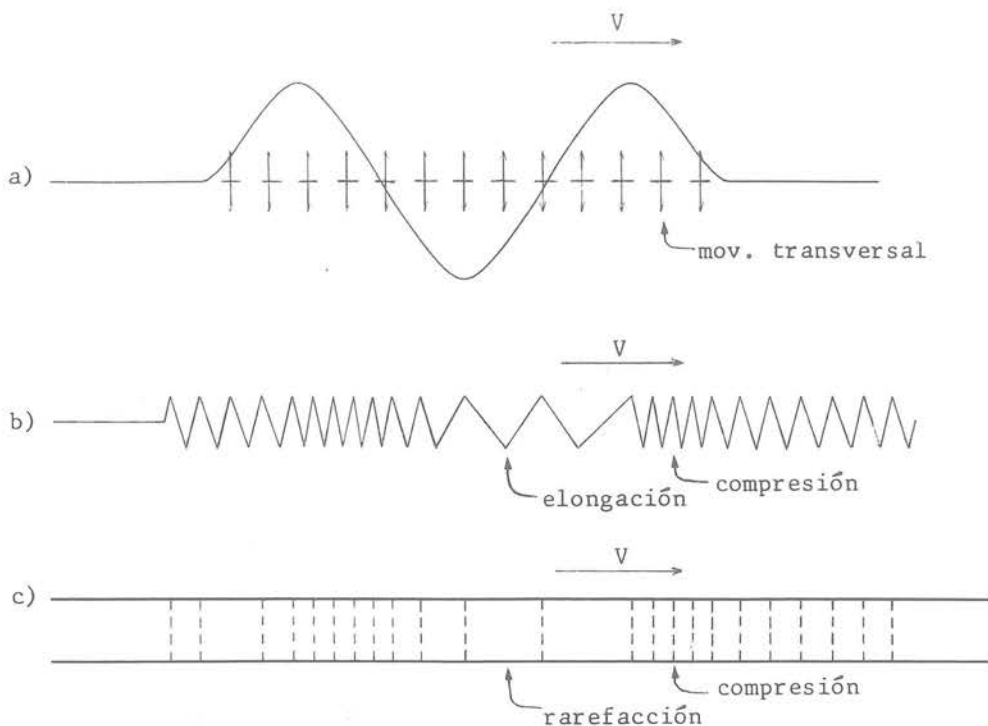 V
a)
mov. transversal
V
b)
elongación
compresión
V
c)
compresión
rarefacción